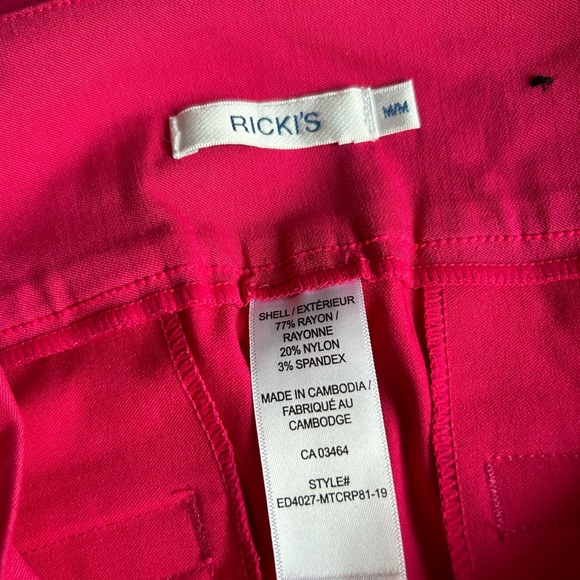 RICKI'S
M/M
SHELL / EXTÉRIEUR
77% RAYON /
RAYONNE
20% NYLON
3% SPANDEX
MADE IN CAMBODIA /
FABRIQUÉ AU
CAMBODGE
CA 03464
STYLE#
ED4027-MTCRP81-19